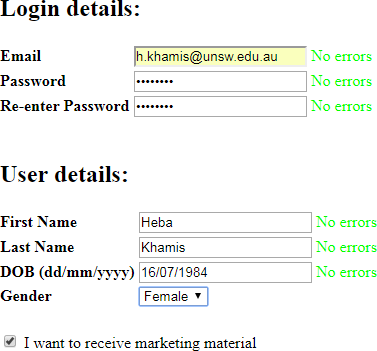 Login details:
Email h.khamis@unsw.edu.au No errors
Password •••••••• No errors
Re-enter Password •••••••• No errors
User details:
First Name Heba No errors
Last Name Khamis No errors
DOB (dd/mm/yyyy) 16/07/1984 No errors
Gender Female
I want to receive marketing material